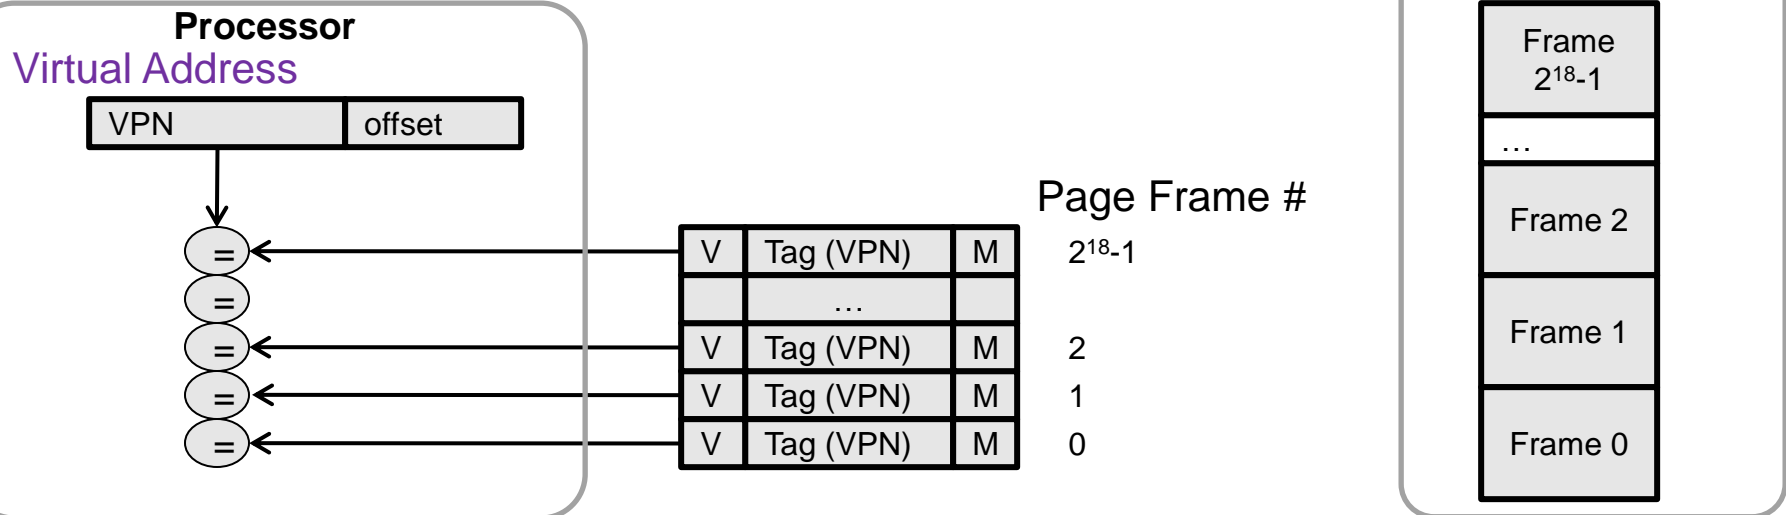 Processor
Virtual Address
VPN offset
=
=
=
=
=
Page Frame #
V Tag (VPN) M 2¹⁸-1
…
V Tag (VPN) M 2
V Tag (VPN) M 1
V Tag (VPN) M 0
Frame
2¹⁸-1
…
Frame 2
Frame 1
Frame 0